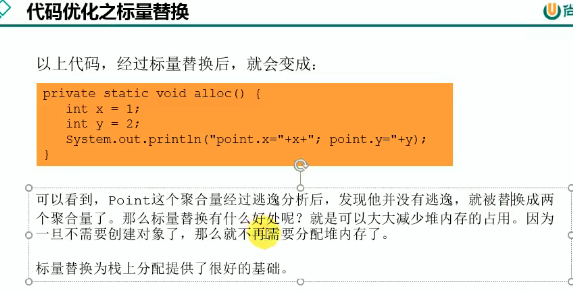 代码优化之标量替换
尚
以上代码，经过标量替换后，就会变成：
private static void alloc() {
int x = 1;
int y = 2;
System.out.println("point.x="+x+"; point.y="+y);
}
可以看到，Point这个聚合量经过逃逸分析后，发现他并没有逃逸，就被替换成两
个聚合量了。那么标量替换有什么好处呢？就是可以大大减少堆内存的占用。因为
一旦不需要创建对象了，那么就不再需要分配堆内存了。
标量替换为栈上分配提供了很好的基础。